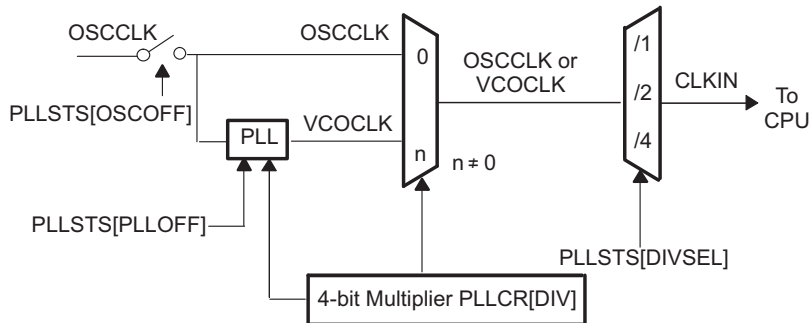 OSCCLK
OSCCLK
0
OSCCLK or
VCOCLK
/1
/2
/4
CLKIN
To
CPU
PLLSTS[OSCOFF]
PLL
VCOCLK
n
n ≠ 0
PLLSTS[PLLOFF]
PLLSTS[DIVSEL]
4-bit Multiplier PLLCR[DIV]